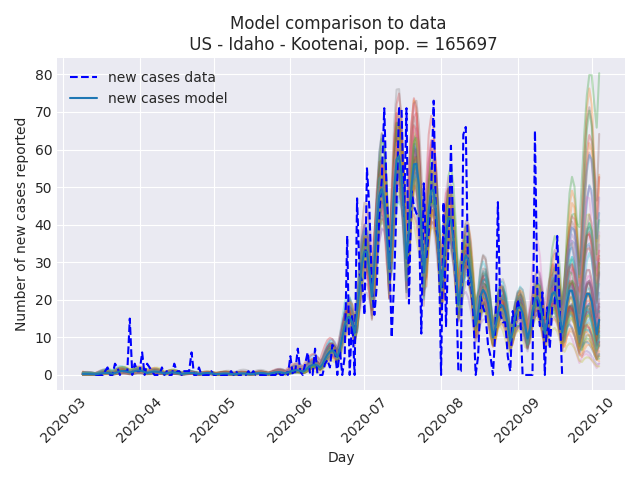 Model comparison to data
US - Idaho - Kootenai, pop. = 165697
new cases data
new cases model
Number of new cases reported
80
70
60
50
40
30
20
10
0
2020-03
2020-04
2020-05
2020-06
2020-07
2020-08
2020-09
2020-10
Day